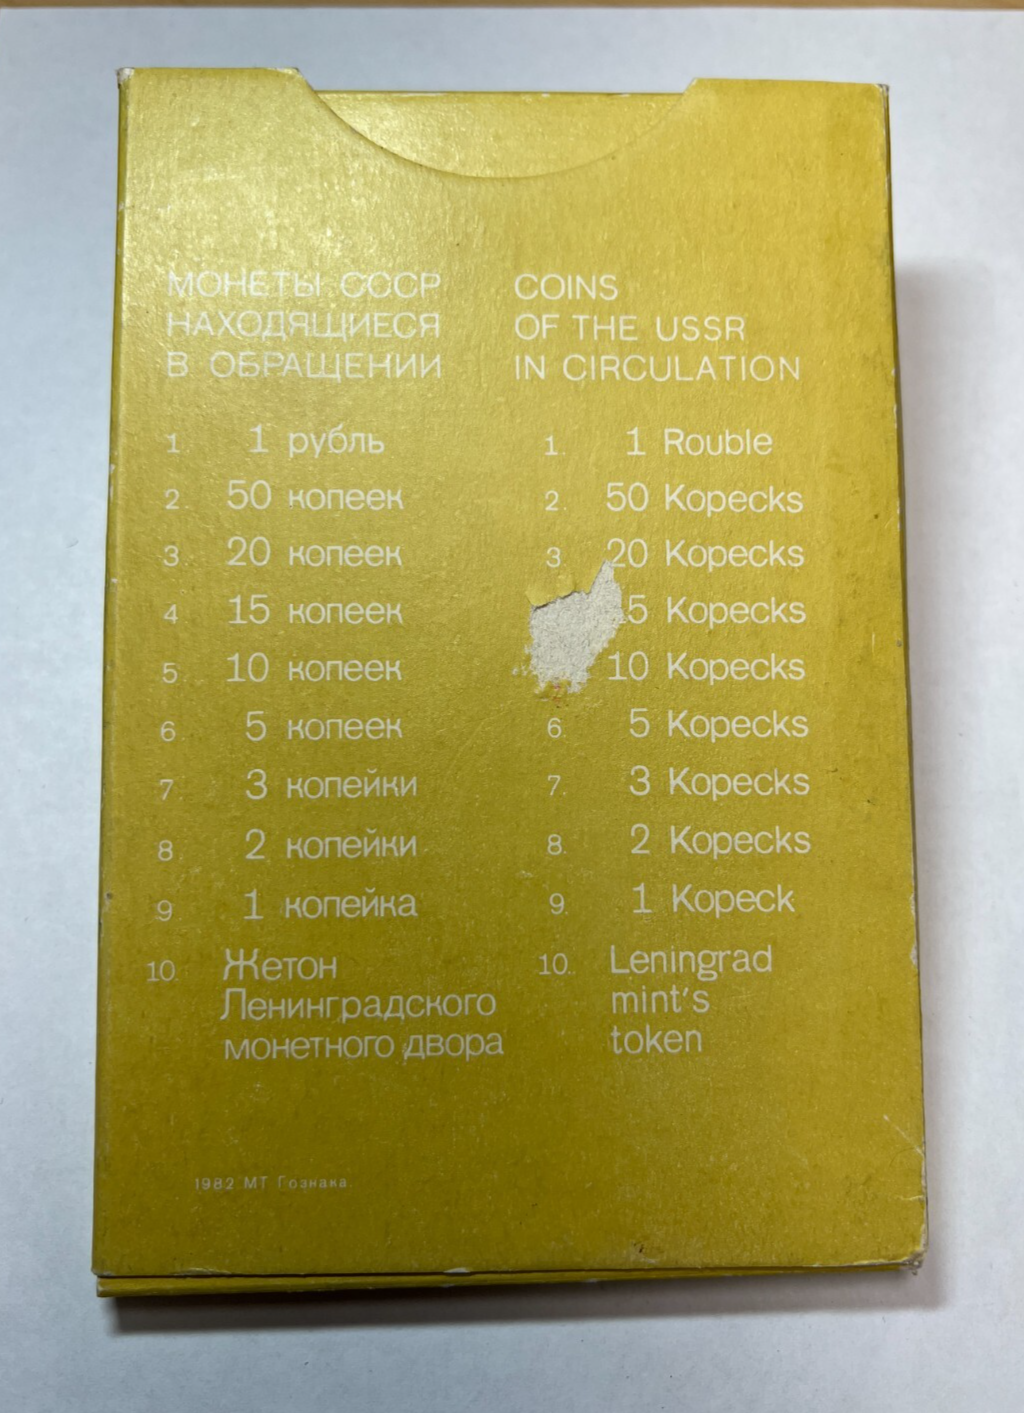 МОНЕТЫ СССР
НАХОДЯЩИЕСЯ
В ОБРАЩЕНИИ
1 1 рубль
2. 50 копеек
3. 20 копеек
4 15 копеек
5. 10 копеек
6. 5 копеек
7. 3 копейки
8 2 копейки
9 1 копейка
10. Жетон
Ленинградского
монетного двора
COINS
OF THE USSR
IN CIRCULATION
1. 1 Rouble
2. 50 Kopecks
3 20 Kopecks
5 Kopecks
10 Kopecks
6. 5 Kopecks
7. 3 Kopecks
8. 2 Kopecks
9. 1 Kopeck
10. Leningrad
mint's
token
1982 МТ Гознака.